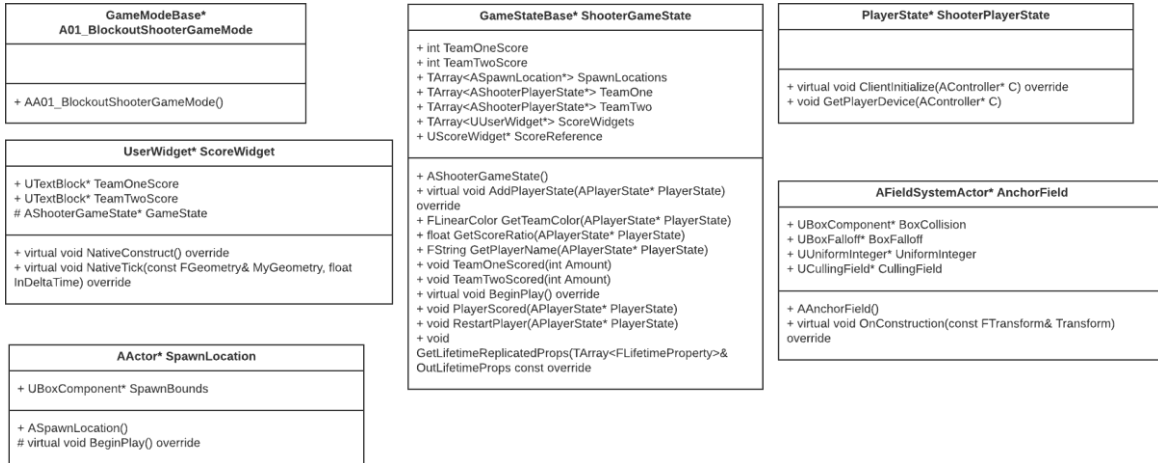 GameModeBase*
A01_BlockoutShooterGameMode
+ AA01_BlockoutShooterGameMode()
UserWidget* ScoreWidget
+ UTextBlock* TeamOneScore
+ UTextBlock* TeamTwoScore
# AShooterGameState* GameState
+ virtual void NativeConstruct() override
+ virtual void NativeTick(const FGeometry& MyGeometry, float
InDeltaTime) override
AActor* SpawnLocation
+ UBoxComponent* SpawnBounds
+ ASpawnLocation()
# virtual void BeginPlay() override
GameStateBase* ShooterGameState
+ int TeamOneScore
+ int TeamTwoScore
+ TArray<ASpawnLocation*> SpawnLocations
+ TArray<AShooterPlayerState*> TeamOne
+ TArray<AShooterPlayerState*> TeamTwo
+ TArray<UUserWidget*> ScoreWidgets
+ UScoreWidget* ScoreReference
+ AShooterGameState()
+ virtual void AddPlayerState(APlayerState* PlayerState)
override
+ FLinearColor GetTeamColor(APlayerState* PlayerState)
+ float GetScoreRatio(APlayerState* PlayerState)
+ FString GetPlayerName(APlayerState* PlayerState)
+ void TeamOneScored(int Amount)
+ void TeamTwoScored(int Amount)
+ virtual void BeginPlay() override
+ void PlayerScored(APlayerState* PlayerState)
+ void RestartPlayer(APlayerState* PlayerState)
+ void
GetLifetimeReplicatedProps(TArray<FLifetimeProperty>&
OutLifetimeProps const override
PlayerState* ShooterPlayerState
+ virtual void ClientInitialize(AController* C) override
+ void GetPlayerDevice(AController* C)
AFieldSystemActor* AnchorField
+ UBoxComponent* BoxCollision
+ UBoxFalloff* BoxFalloff
+ UUniformInteger* UniformInteger
+ UCullingField* CullingField
+ AAnchorField()
+ virtual void OnConstruction(const FTransform& Transform)
override